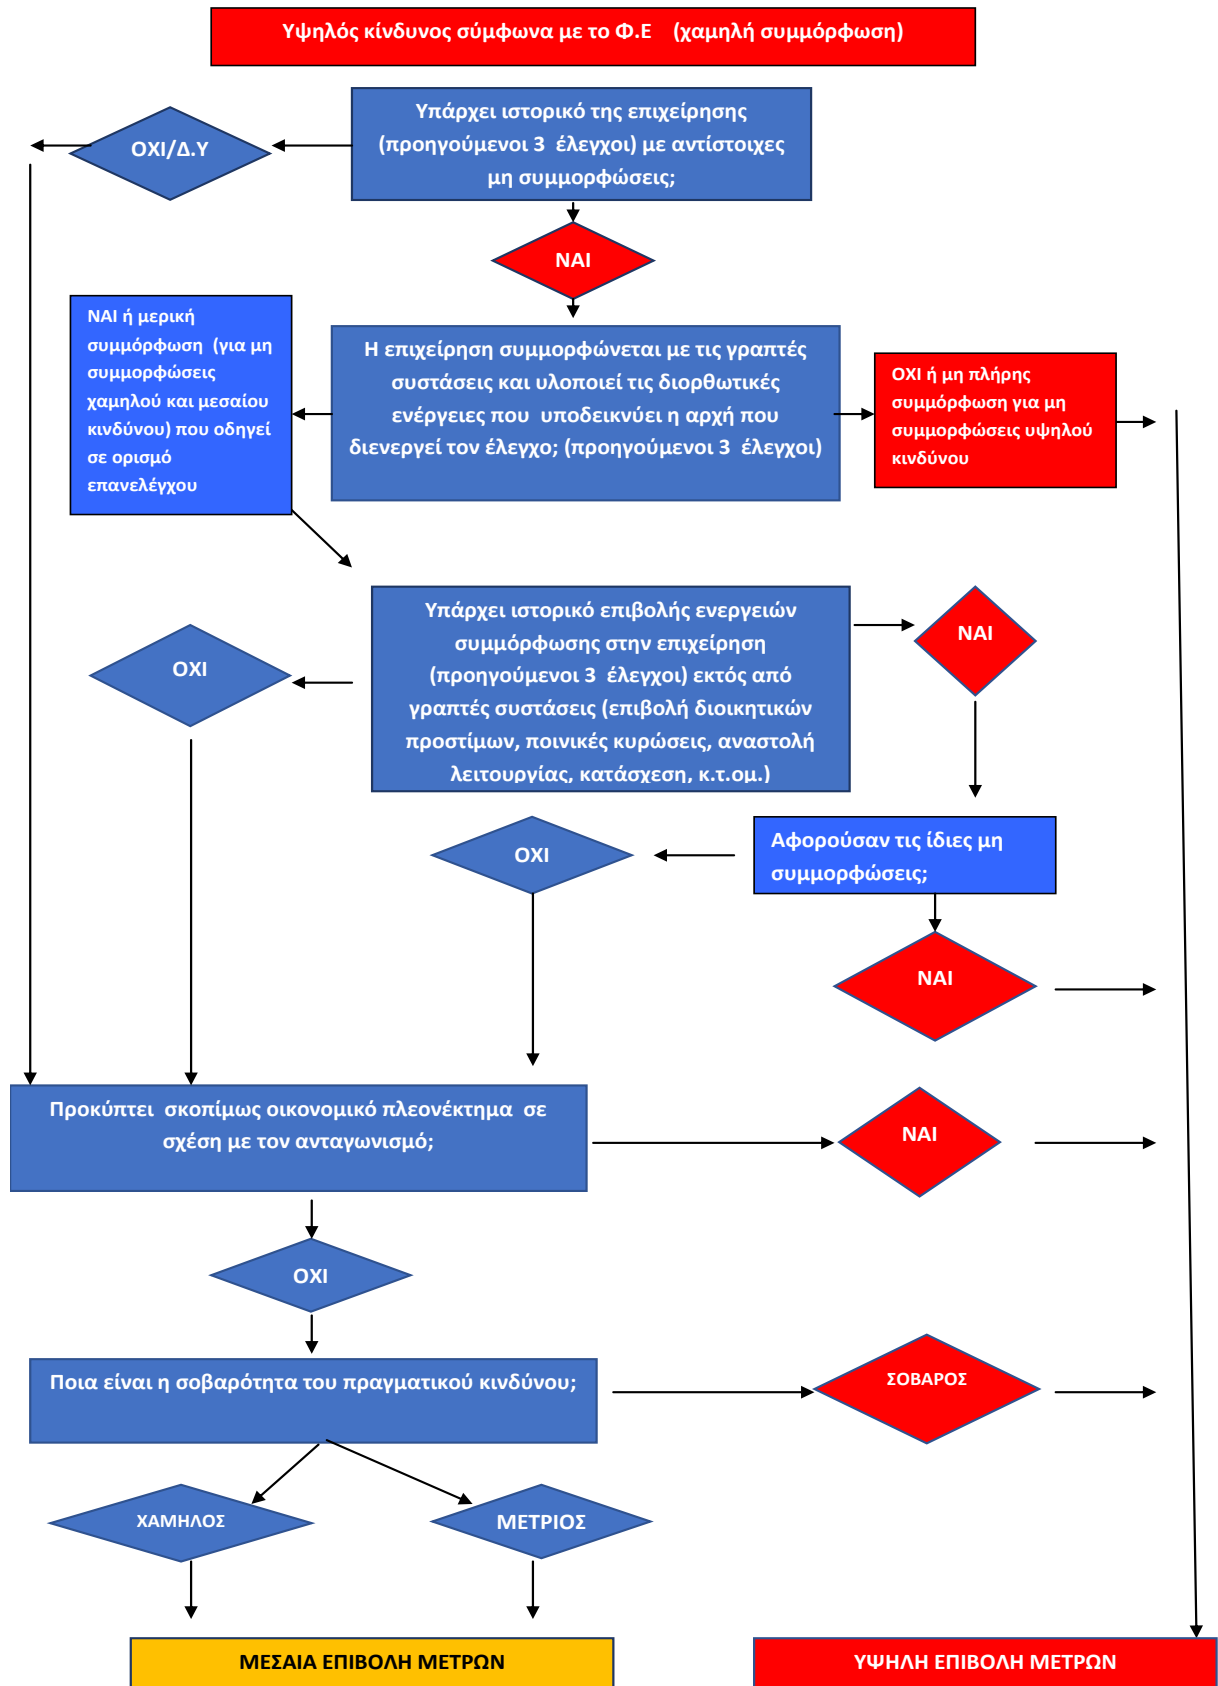 Υψηλός κίνδυνος σύμφωνα με το Φ.Ε (χαμηλή συμμόρφωση)
Υπάρχει ιστορικό της επιχείρησης
(προηγούμενοι 3 έλεγχοι) με αντίστοιχες
μη συμμορφώσεις;
ΟΧΙ/Δ.Υ
ΝΑΙ
ΝΑΙ ή μερική
συμμόρφωση (για μη
συμμορφώσεις
χαμηλού και μεσαίου
κινδύνου) που οδηγεί
σε ορισμό
επανελέγχου
Η επιχείρηση συμμορφώνεται με τις γραπτές
συστάσεις και υλοποιεί τις διορθωτικές
ενέργειες που υποδεικνύει η αρχή που
διενεργεί τον έλεγχο; (προηγούμενοι 3 έλεγχοι)
ΟΧΙ ή μη πλήρης
συμμόρφωση για μη
συμμορφώσεις υψηλού
κινδύνου
Υπάρχει ιστορικό επιβολής ενεργειών
συμμόρφωσης στην επιχείρηση
(προηγούμενοι 3 έλεγχοι) εκτός από
γραπτές συστάσεις (επιβολή διοικητικών
προστίμων, ποινικές κυρώσεις, αναστολή
λειτουργίας, κατάσχεση, κ.τ.ομ.)
ΝΑΙ
ΟΧΙ
Αφορούσαν τις ίδιες μη
συμμορφώσεις;
ΟΧΙ
ΝΑΙ
Προκύπτει σκοπίμως οικονομικό πλεονέκτημα σε
σχέση με τον ανταγωνισμό;
ΝΑΙ
ΟΧΙ
Ποια είναι η σοβαρότητα του πραγματικού κινδύνου;
ΣΟΒΑΡΟΣ
ΧΑΜΗΛΟΣ
ΜΕΤΡΙΟΣ
ΜΕΣΑΙΑ ΕΠΙΒΟΛΗ ΜΕΤΡΩΝ
ΥΨΗΛΗ ΕΠΙΒΟΛΗ ΜΕΤΡΩΝ